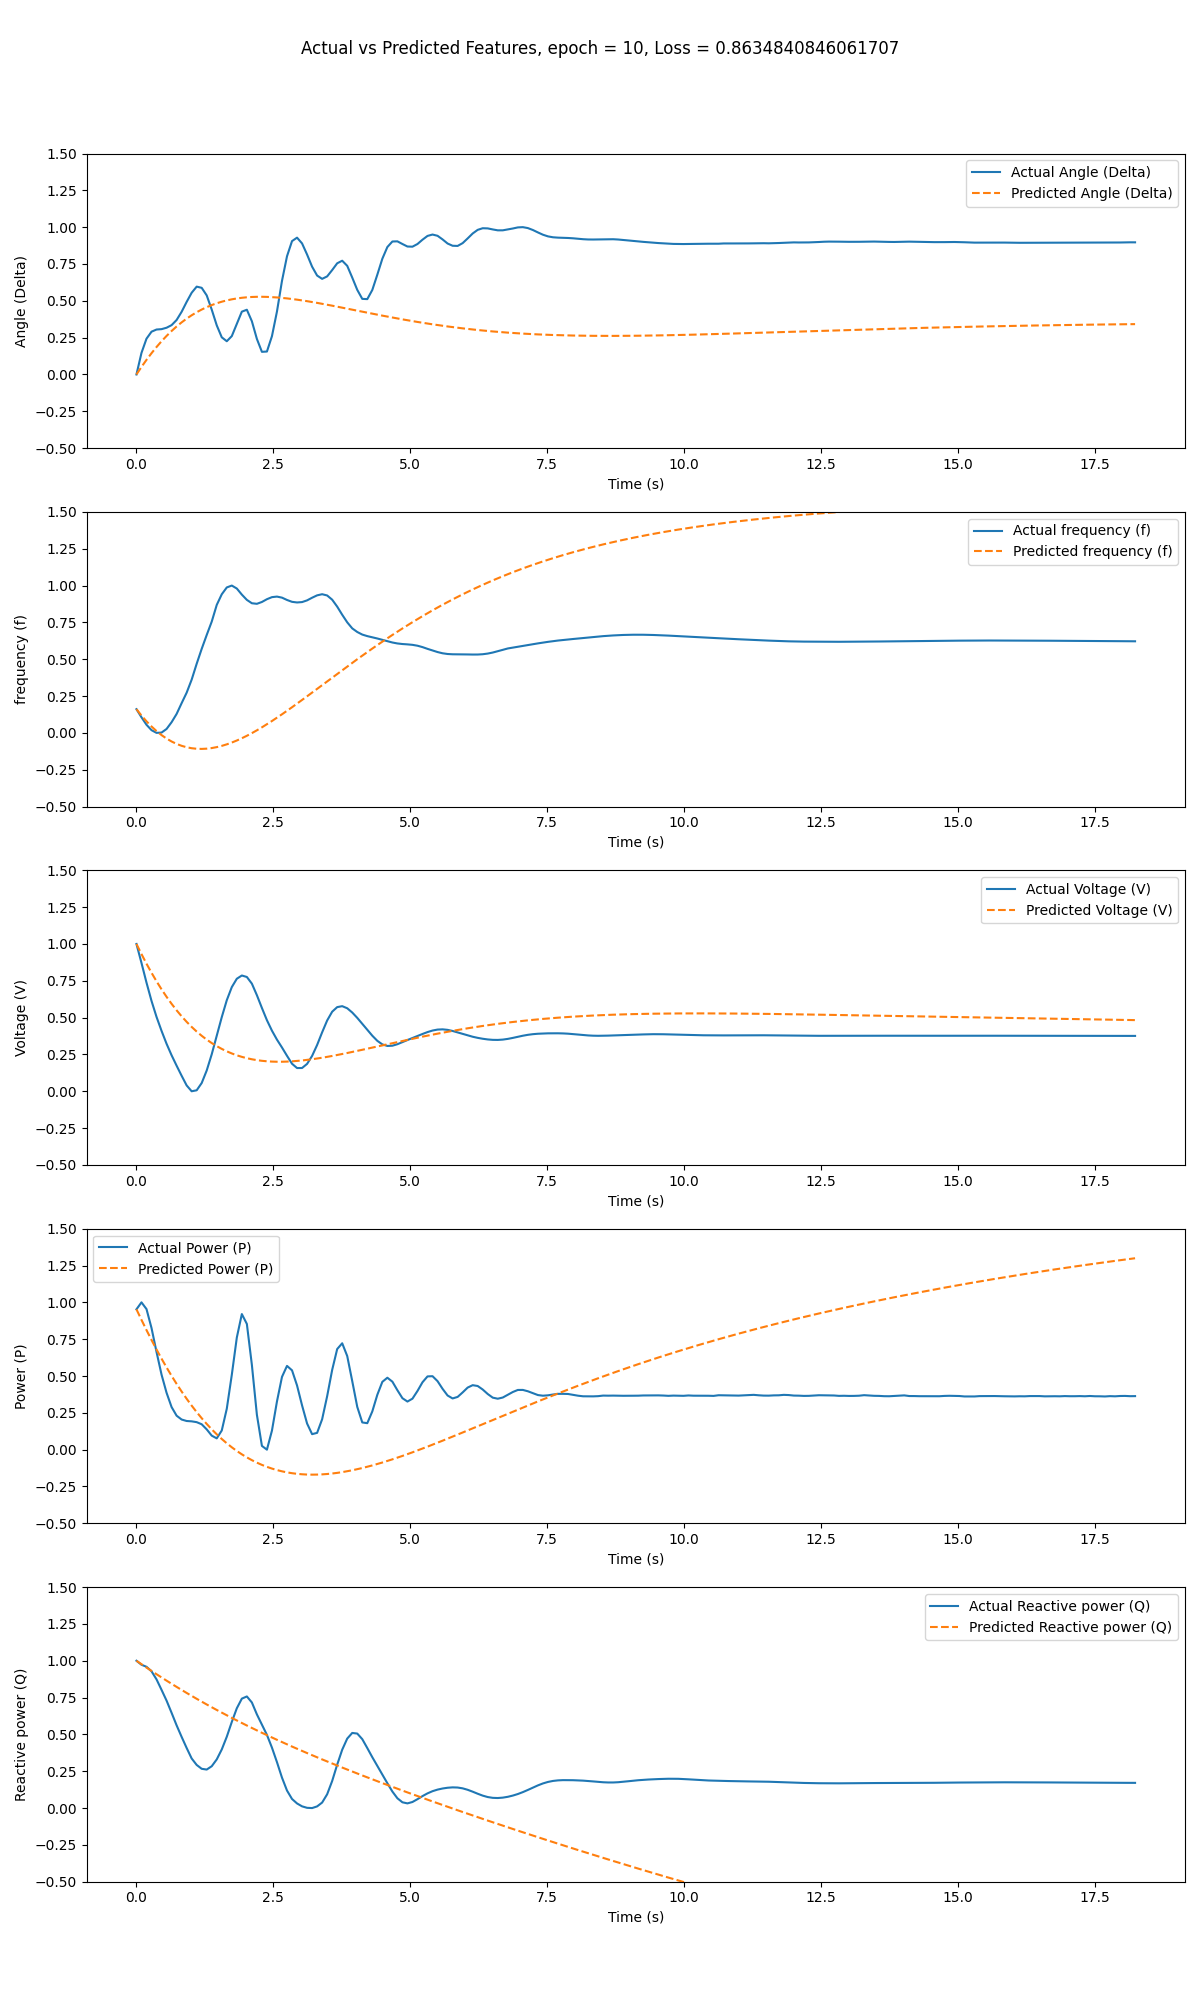 Actual vs Predicted Features, epoch = 10, Loss = 0.8634840846061707
1.50
1.25
1.00
0.75
0.50
0.25
0.00
−0.25
−0.50
Angle (Delta)
Actual Angle (Delta)
Predicted Angle (Delta)
0.0 2.5 5.0 7.5 10.0 12.5 15.0 17.5
Time (s)
1.50
1.25
1.00
0.75
0.50
0.25
0.00
−0.25
−0.50
frequency (f)
Actual frequency (f)
Predicted frequency (f)
0.0 2.5 5.0 7.5 10.0 12.5 15.0 17.5
Time (s)
1.50
1.25
1.00
0.75
0.50
0.25
0.00
−0.25
−0.50
Voltage (V)
Actual Voltage (V)
Predicted Voltage (V)
0.0 2.5 5.0 7.5 10.0 12.5 15.0 17.5
Time (s)
1.50
1.25
1.00
0.75
0.50
0.25
0.00
−0.25
−0.50
Power (P)
Actual Power (P)
Predicted Power (P)
0.0 2.5 5.0 7.5 10.0 12.5 15.0 17.5
Time (s)
1.50
1.25
1.00
0.75
0.50
0.25
0.00
−0.25
−0.50
Reactive power (Q)
Actual Reactive power (Q)
Predicted Reactive power (Q)
0.0 2.5 5.0 7.5 10.0 12.5 15.0 17.5
Time (s)